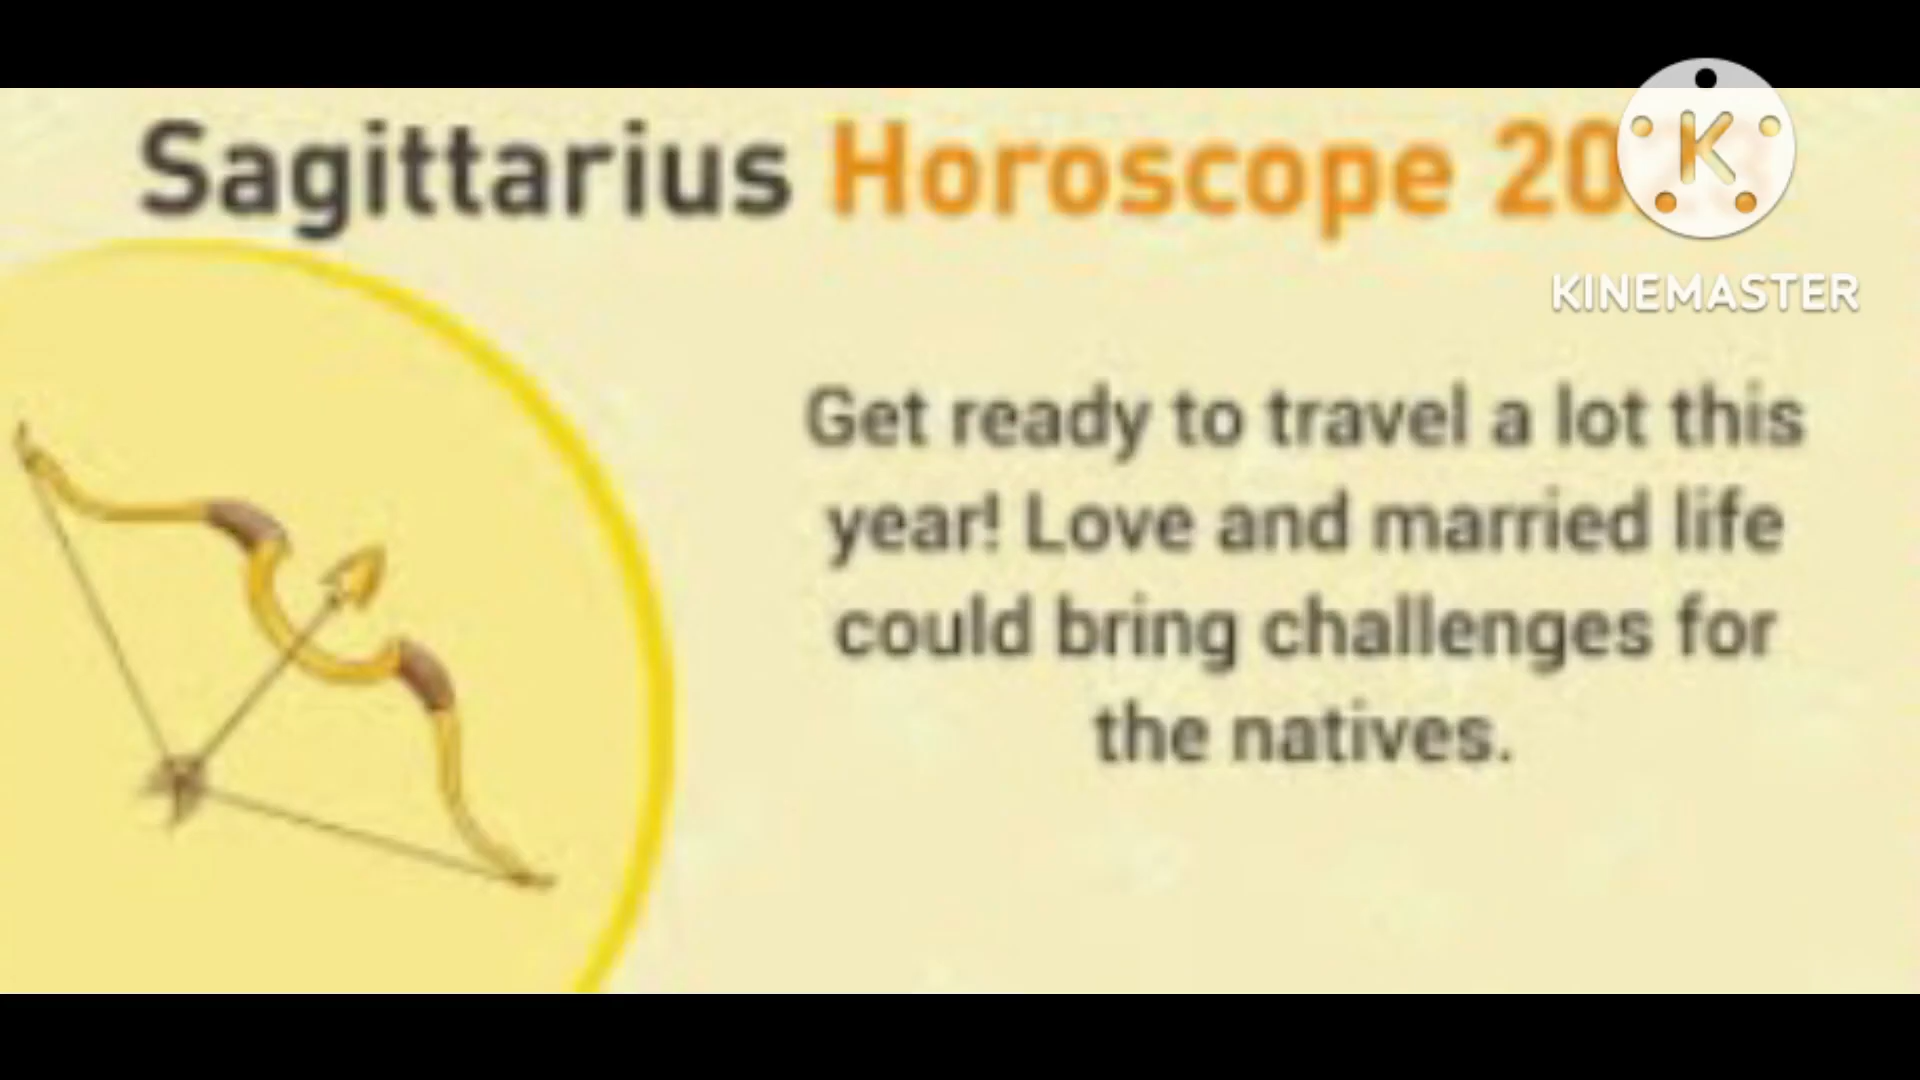 Sagittarius Horoscope 20
K
KINEMASTER
Get ready to travel a lot this
year! Love and married life
could bring challenges for
the natives.